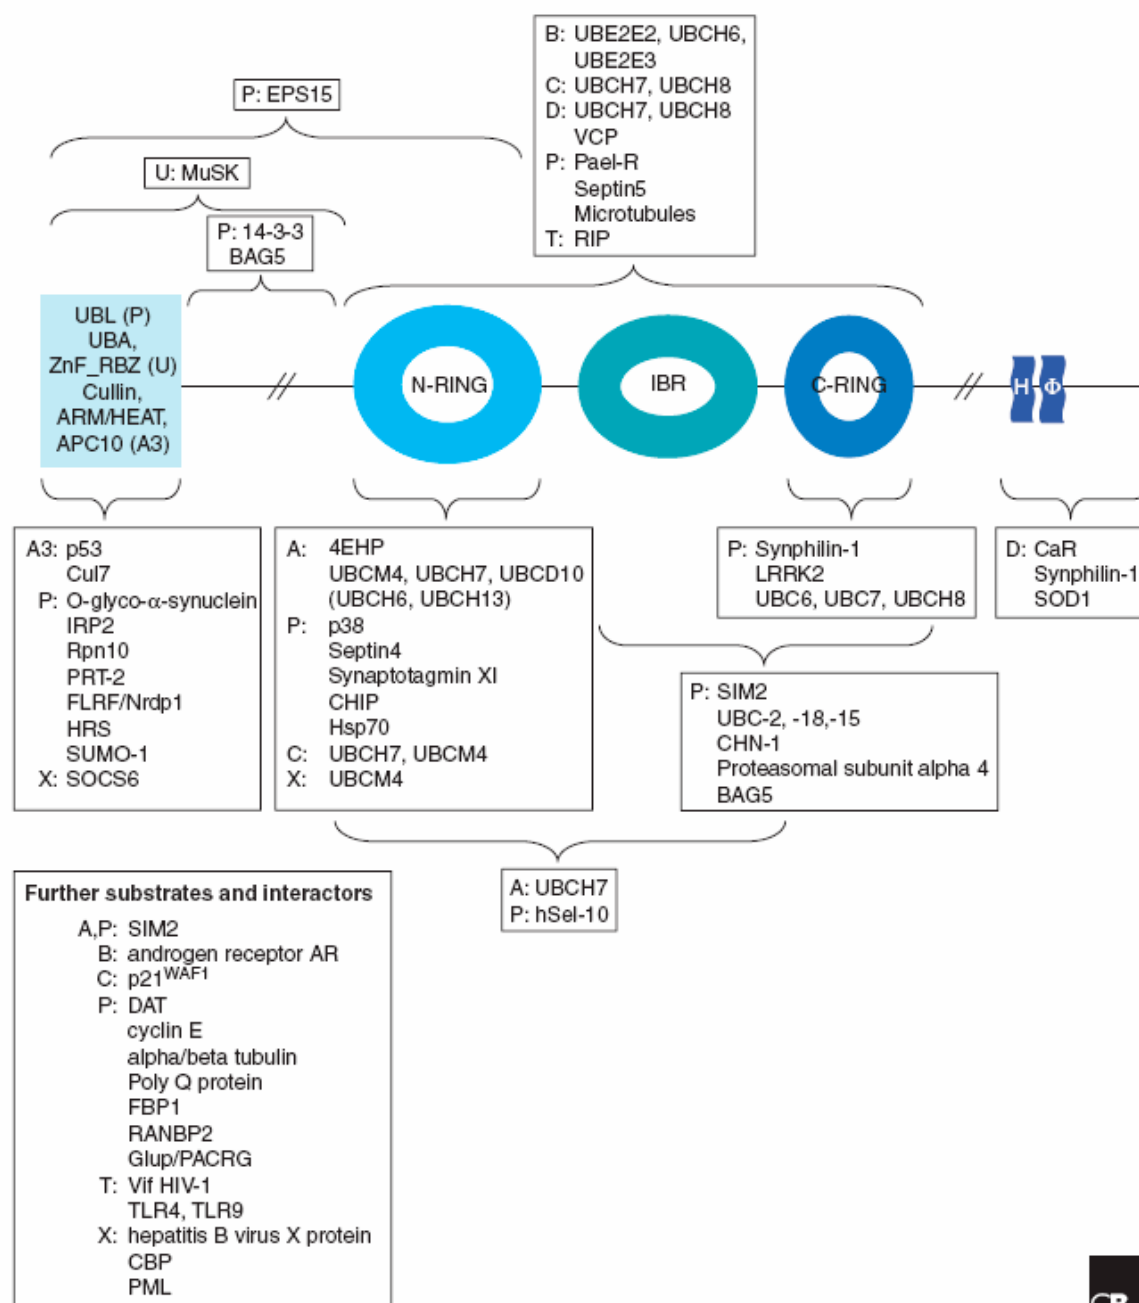 B: UBE2E2, UBCH6,
UBE2E3
C: UBCH7, UBCH8
D: UBCH7, UBCH8
VCP
P: Pael-R
Septin5
Microtubules
T: RIP
P: EPS15
U: MuSK
P: 14-3-3
BAG5
UBL (P)
UBA,
ZnF_RBZ (U)
Cullin,
ARM/HEAT,
APC10 (A3)
N-RING
IBR
C-RING
H Φ
A3: p53
Cul7
P: O-glyco-α-synuclein
IRP2
Rpn10
PRT-2
FLRF/Nrdp1
HRS
SUMO-1
X: SOCS6
A: 4EHP
UBCM4, UBCH7, UBCD10
(UBCH6, UBCH13)
P: p38
Septin4
Synaptotagmin XI
CHIP
Hsp70
C: UBCH7, UBCM4
X: UBCM4
P: Synphilin-1
LRRK2
UBC6, UBC7, UBCH8
D: CaR
Synphilin-1
SOD1
P: SIM2
UBC-2, -18,-15
CHN-1
Proteasomal subunit alpha 4
BAG5
A: UBCH7
P: hSel-10
Further substrates and interactors
A,P: SIM2
B: androgen receptor AR
C: p21WAF1
P: DAT
cyclin E
alpha/beta tubulin
Poly Q protein
FBP1
RANBP2
Glup/PACRG
T: Vif HIV-1
TLR4, TLR9
X: hepatitis B virus X protein
CBP
PML